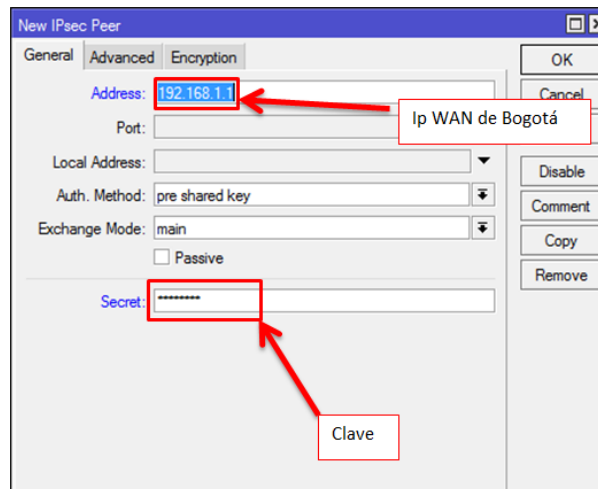 New IPsec Peer
General Advanced Encryption
Address: 192.168.1.1
Port:
Local Address:
Auth. Method: pre shared key
Exchange Mode: main
Passive
Secret: ********
OK
Cancel
Disable
Comment
Copy
Remove
Ip WAN de Bogotá
Clave